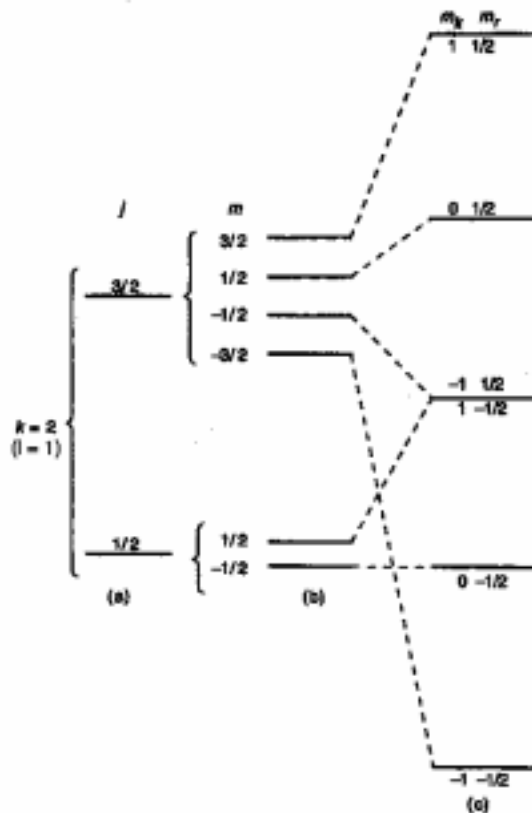 m_k m_r
1 1/2
0 1/2
j m
3/2
3/2
1/2
-1/2
-3/2
-1 1/2
1 -1/2
k = 2
(l = 1)
1/2
1/2
-1/2
0 -1/2
(a) (b)
-1 -1/2
(c)